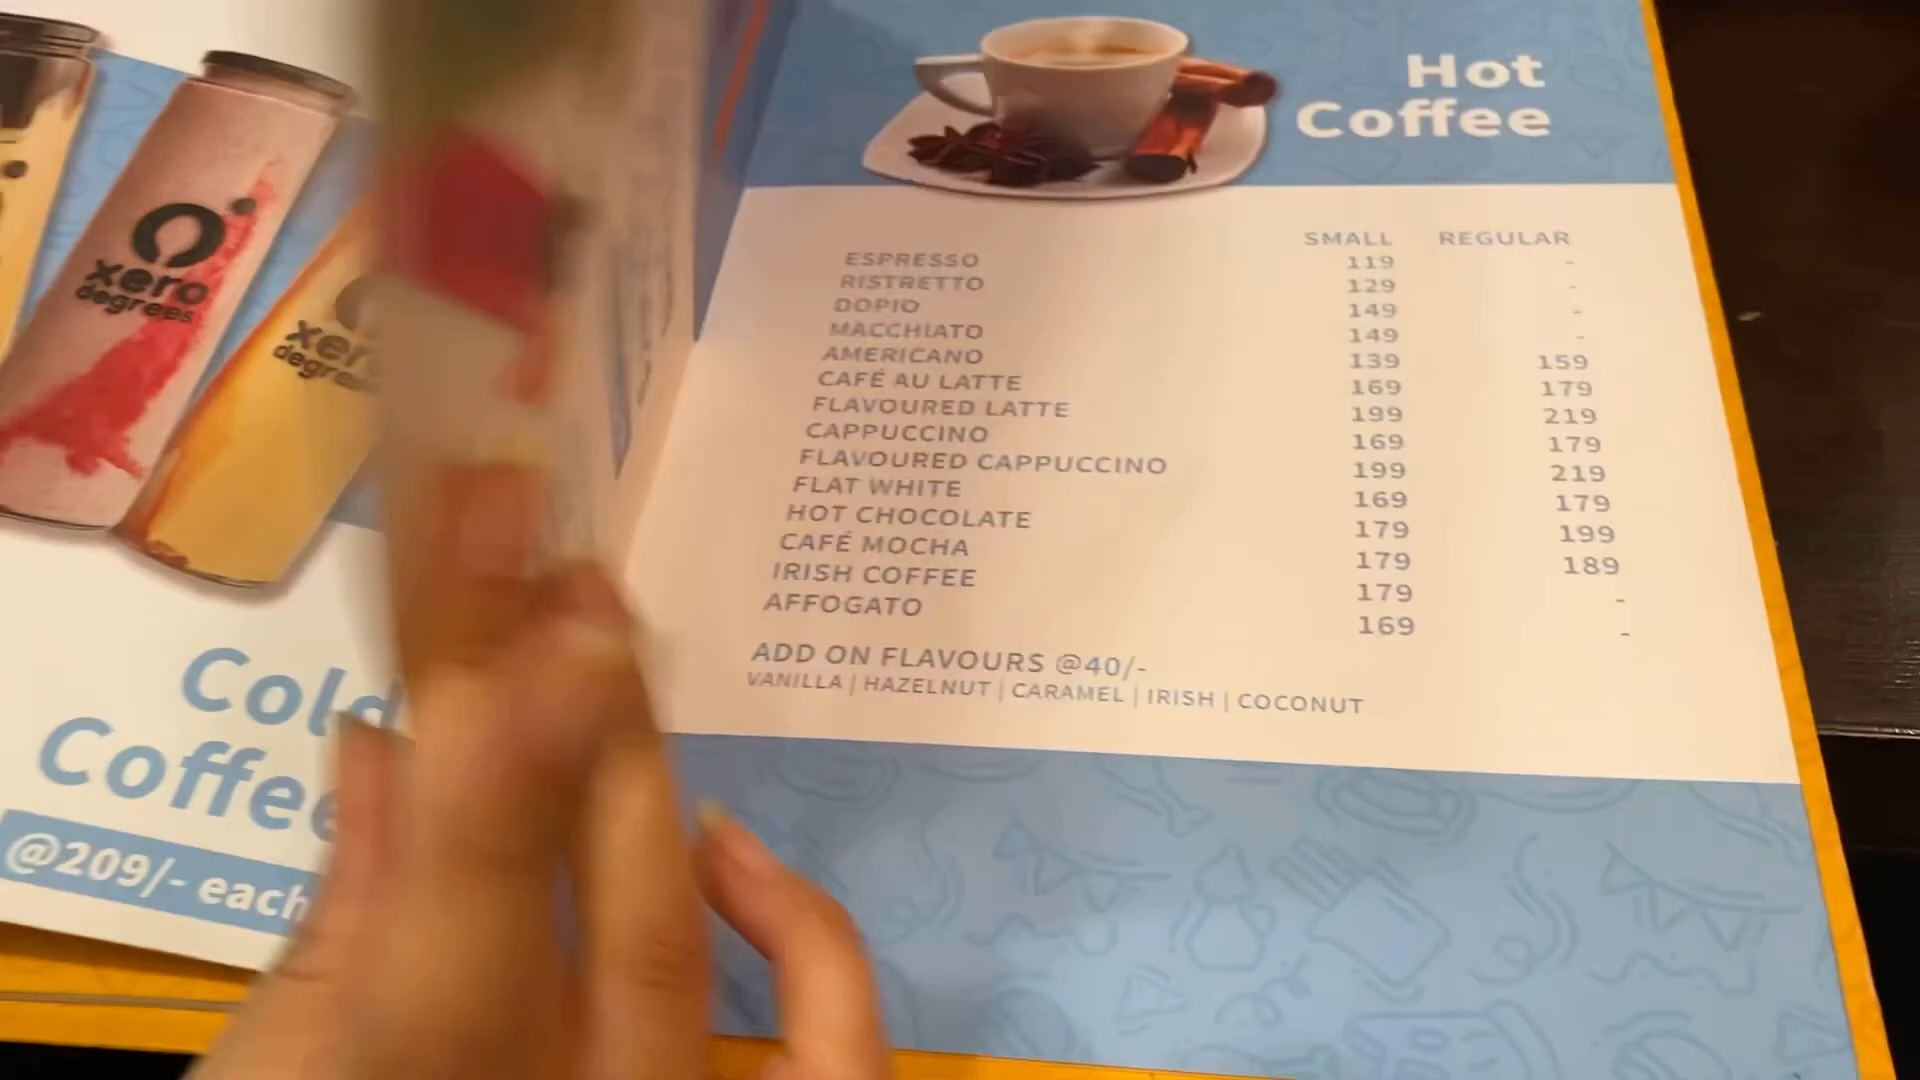 xero
degrees
xero
degrees
Cold
Coffee
@209/- each
Hot
Coffee
SMALL REGULAR
ESPRESSO 119 -
RISTRETTO 129 -
DOPIO 149 -
MACCHIATO 149 -
AMERICANO 139 159
CAFÉ AU LATTE 169 179
FLAVOURED LATTE 199 219
CAPPUCCINO 169 179
FLAVOURED CAPPUCCINO 199 219
FLAT WHITE 169 179
HOT CHOCOLATE 179 199
CAFÉ MOCHA 179 189
IRISH COFFEE 179 -
AFFOGATO 169 -
ADD ON FLAVOURS @40/-
VANILLA | HAZELNUT | CARAMEL | IRISH | COCONUT